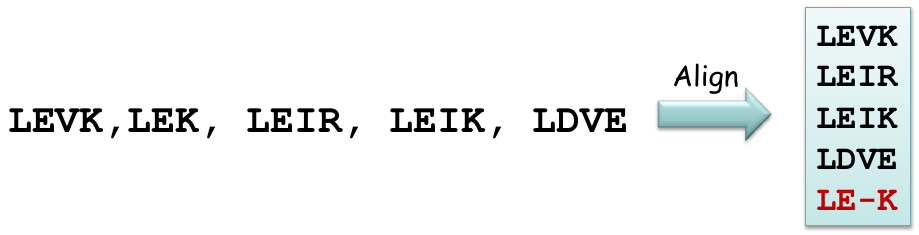 LEVK,LEK, LEIR, LEIK, LDVE
Align
LEVK
LEIR
LEIK
LDVE
LE-K